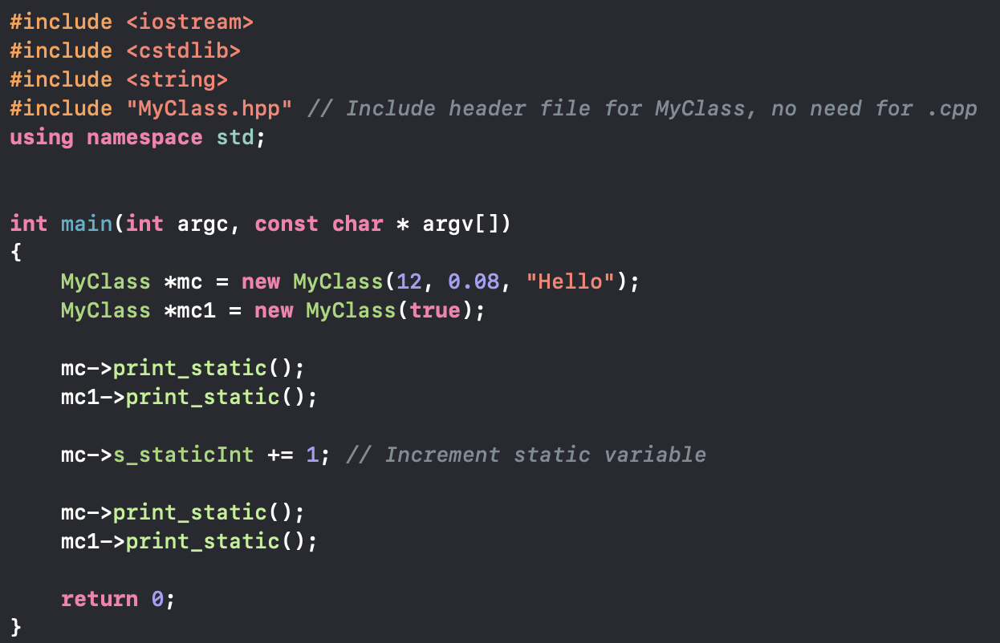 #include <iostream>
#include <cstdlib>
#include <string>
#include "MyClass.hpp" // Include header file for MyClass, no need for .cpp
using namespace std;
int main(int argc, const char * argv[])
{
    MyClass *mc = new MyClass(12, 0.08, "Hello");
    MyClass *mc1 = new MyClass(true);
    mc->print_static();
    mc1->print_static();
    mc->s_staticInt += 1; // Increment static variable
    mc->print_static();
    mc1->print_static();
    return 0;
}